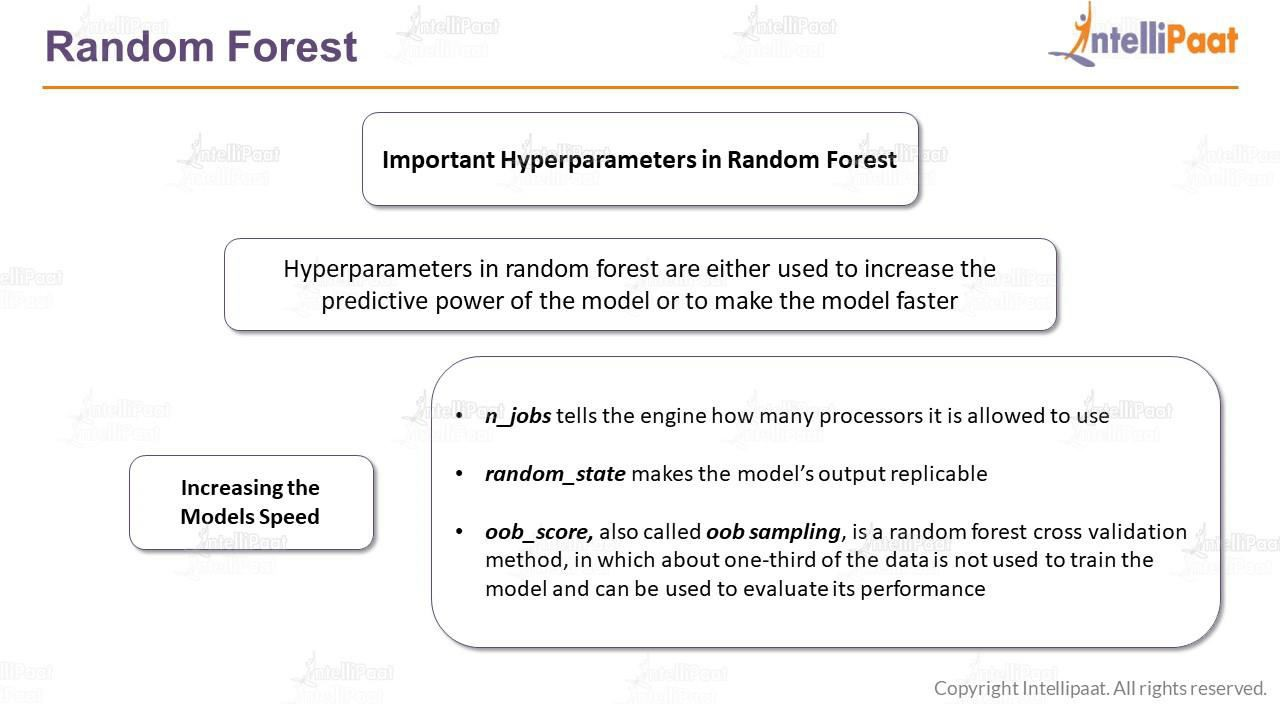 Random Forest
IntelliPaat
Important Hyperparameters in Random Forest
Hyperparameters in random forest are either used to increase the
predictive power of the model or to make the model faster
Increasing the
Models Speed
• n_jobs tells the engine how many processors it is allowed to use
• random_state makes the model’s output replicable
• oob_score, also called oob sampling, is a random forest cross validation
method, in which about one-third of the data is not used to train the
model and can be used to evaluate its performance
Copyright Intellipaat. All rights reserved.